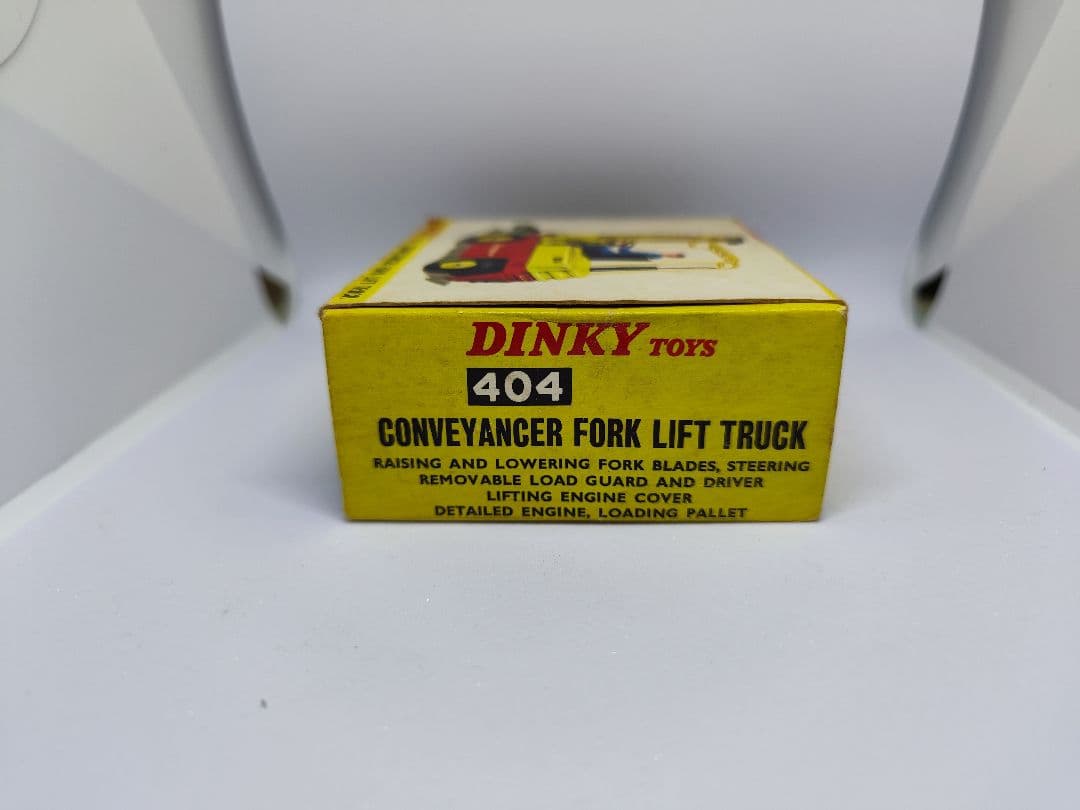 DINKY TOYS
404
CONVEYANCER FORK LIFT TRUCK
RAISING AND LOWERING FORK BLADES, STEERING
REMOVABLE LOAD GUARD AND DRIVER
LIFTING ENGINE COVER
DETAILED ENGINE, LOADING PALLET